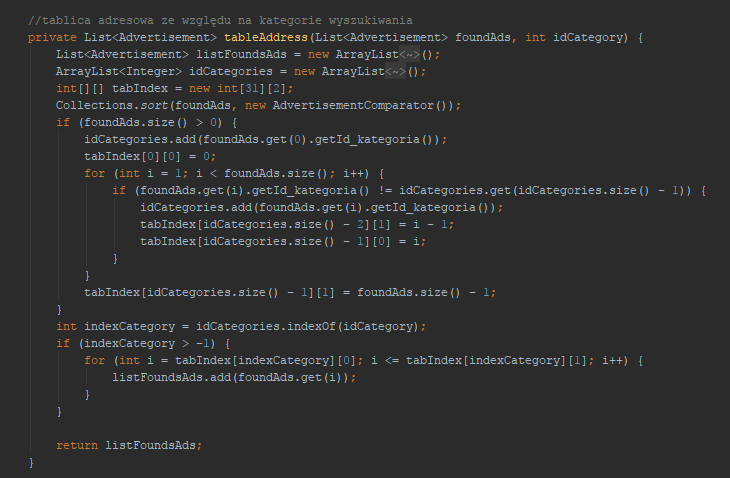 //tablica adresowa ze względu na kategorie wyszukiwania
private List<Advertisement> tableAddress(List<Advertisement> foundAds, int idCategory) {
    List<Advertisement> listFoundsAds = new ArrayList<~>();
    ArrayList<Integer> idCategories = new ArrayList<~>();
    int[][] tabIndex = new int[31][2];
    Collections.sort(foundAds, new AdvertisementComparator());
    if (foundAds.size() > 0) {
        idCategories.add(foundAds.get(0).getId_kategoria());
        tabIndex[0][0] = 0;
        for (int i = 1; i < foundAds.size(); i++) {
            if (foundAds.get(i).getId_kategoria() != idCategories.get(idCategories.size() - 1)) {
                idCategories.add(foundAds.get(i).getId_kategoria());
                tabIndex[idCategories.size() - 2][1] = i - 1;
                tabIndex[idCategories.size() - 1][0] = i;
            }
        }
        tabIndex[idCategories.size() - 1][1] = foundAds.size() - 1;
    }
    int indexCategory = idCategories.indexOf(idCategory);
    if (indexCategory > -1) {
        for (int i = tabIndex[indexCategory][0]; i <= tabIndex[indexCategory][1]; i++) {
            listFoundsAds.add(foundAds.get(i));
        }
    }

    return listFoundsAds;
}